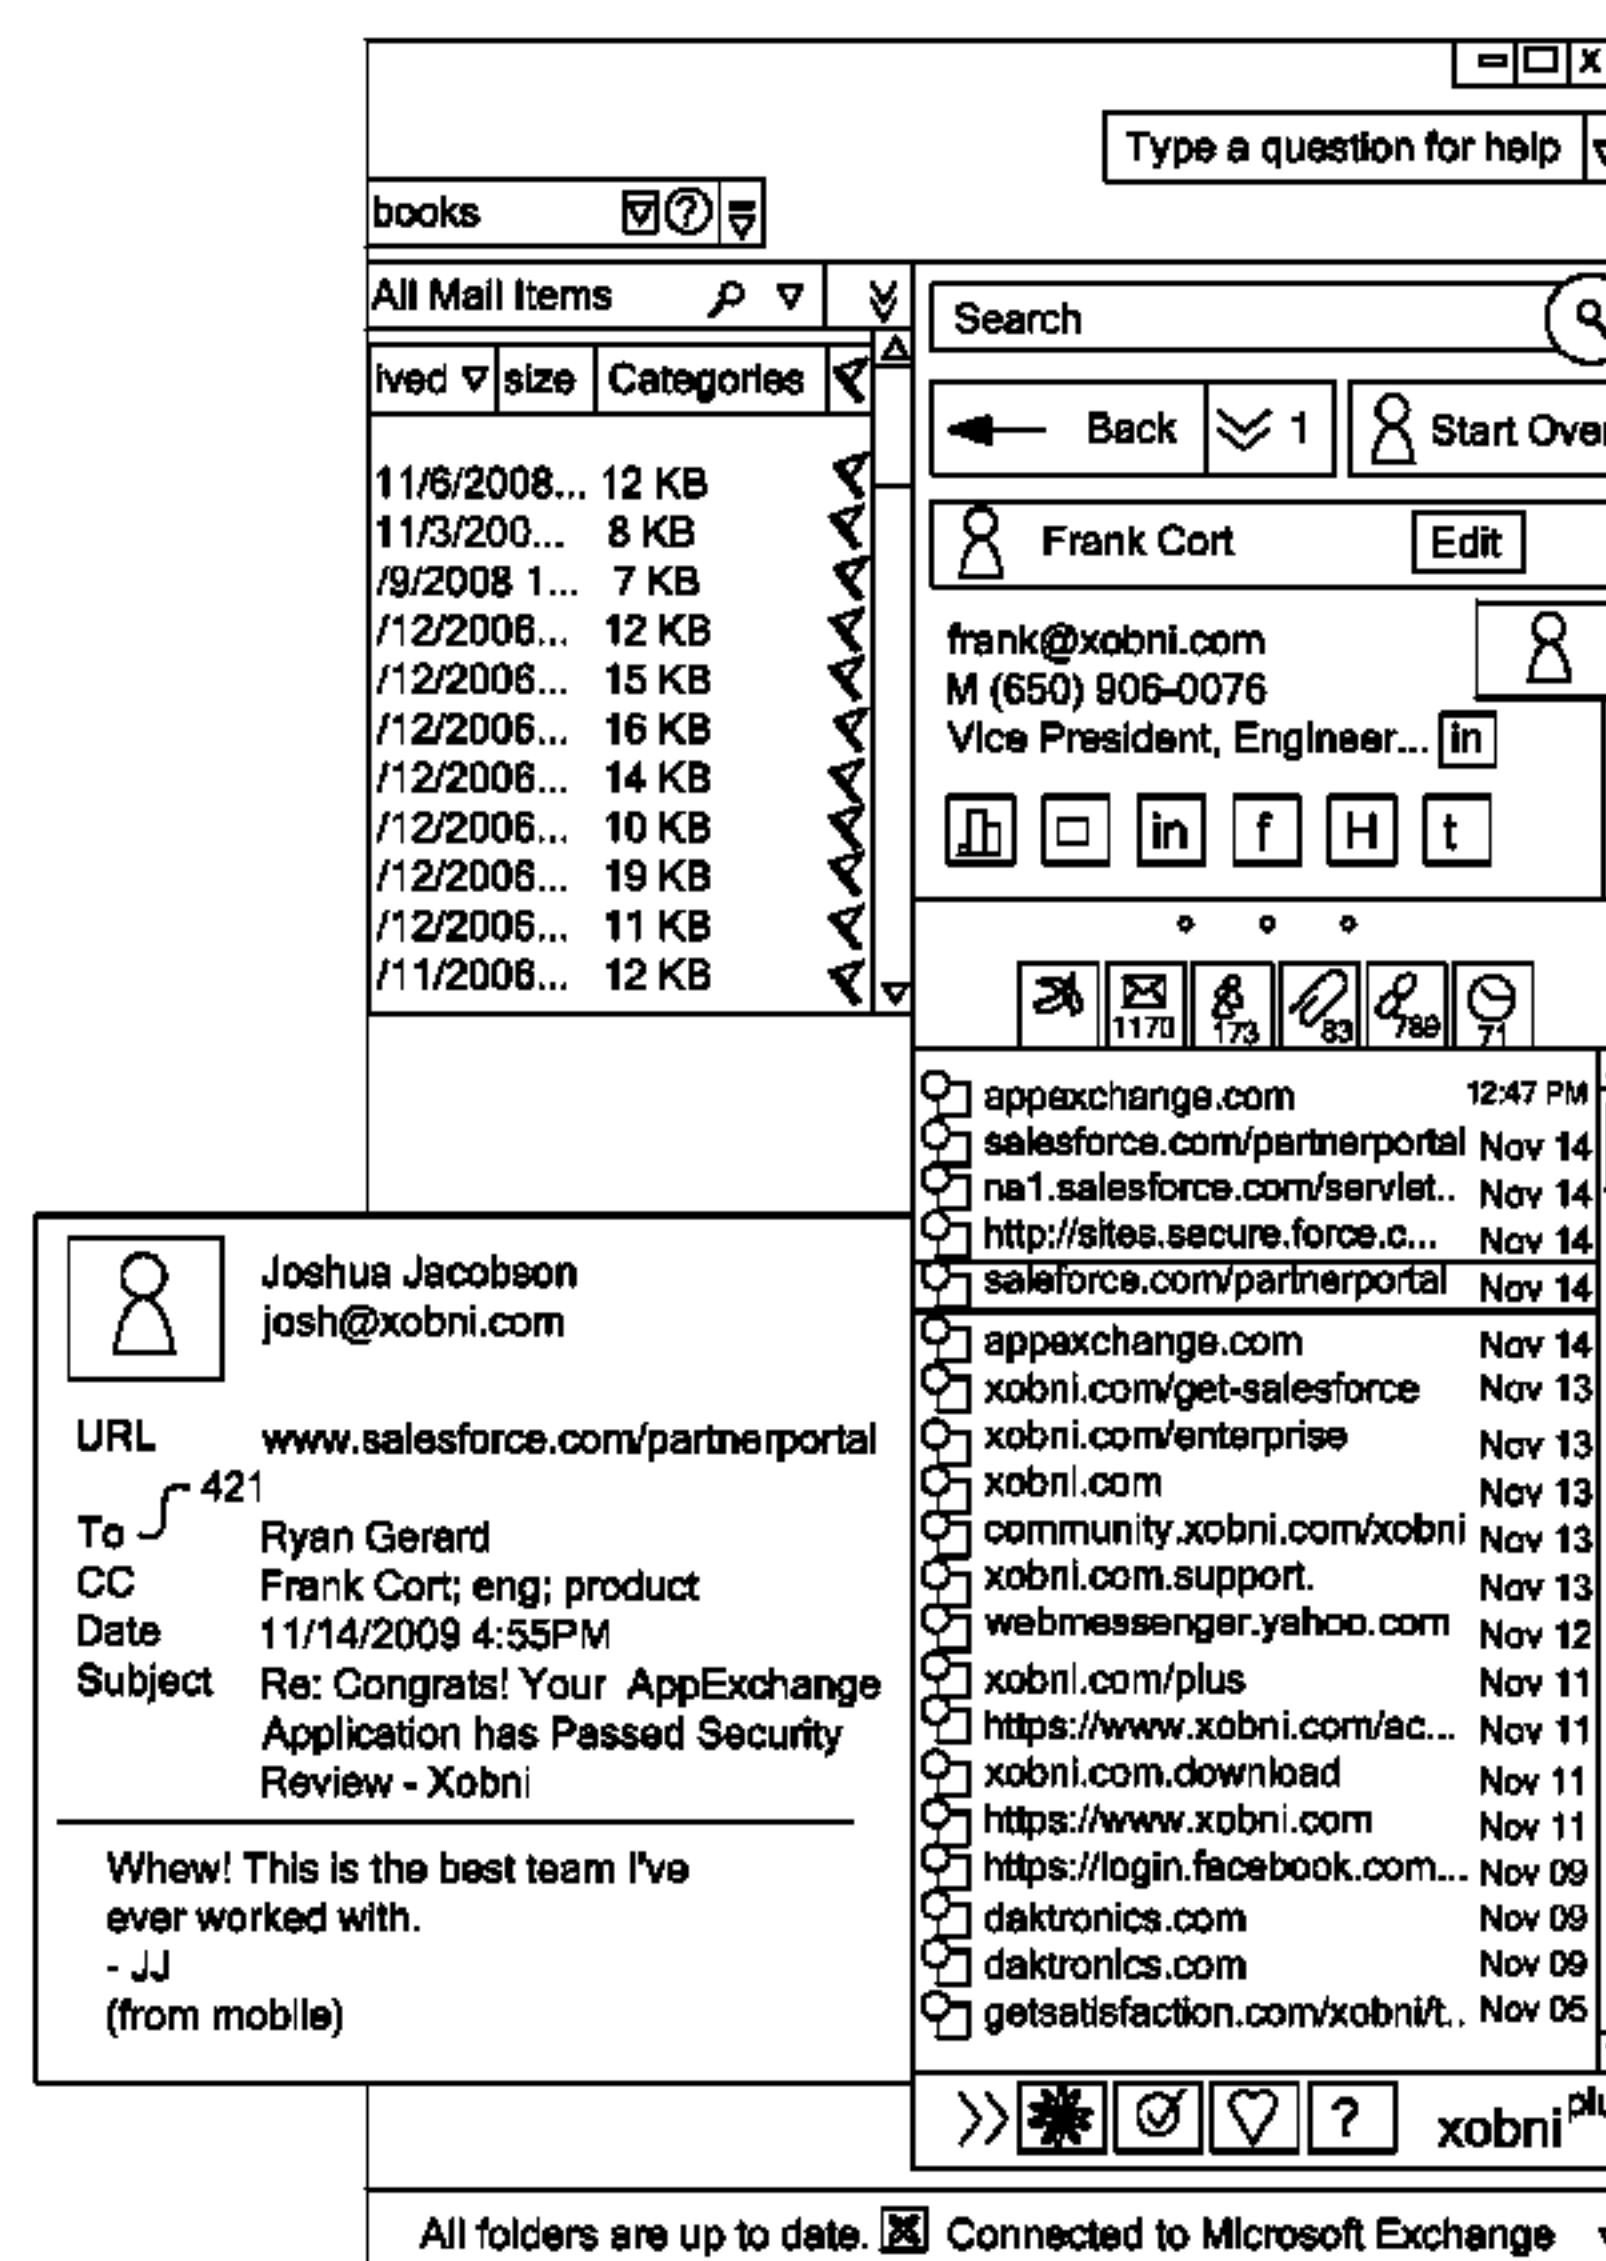 X
Type a question for help
books ?
All Mail Items
ived size Categories
11/6/2008... 12 KB
11/3/200... 8 KB
/9/2008 1... 7 KB
/12/2006... 12 KB
/12/2006... 15 KB
/12/2006... 16 KB
/12/2006... 14 KB
/12/2006... 10 KB
/12/2006... 19 KB
/12/2006... 11 KB
/11/2006... 12 KB
Search
Back 1 Start Over
Frank Cort Edit
frank@xobni.com
M (650) 906-0076
Vice President, Engineer... in
in f H t
1170 173 83 789 71
appexchange.com 12:47 PM
salesforce.com/partnerportal Nov 14
na1.salesforce.com/servlet.. Nov 14
http://sites.secure.force.c... Nov 14
saleforce.com/partnerportal Nov 14
appexchange.com Nov 14
xobni.com/get-salesforce Nov 13
xobni.com/enterprise Nov 13
xobni.com Nov 13
community.xobni.com/xobni Nov 13
xobni.com.support. Nov 13
webmessenger.yahoo.com Nov 12
xobni.com/plus Nov 11
https://www.xobni.com/ac... Nov 11
xobni.com.download Nov 11
https://www.xobni.com Nov 11
https://login.facebook.com... Nov 09
daktronics.com Nov 09
daktronics.com Nov 09
getsatisfaction.com/xobni/t.. Nov 05
? xobni plu
Joshua Jacobson
josh@xobni.com
URL www.salesforce.com/partnerportal
421
To Ryan Gerard
CC Frank Cort; eng; product
Date 11/14/2009 4:55PM
Subject Re: Congrats! Your AppExchange
Application has Passed Security
Review - Xobni
Whew! This is the best team I've
ever worked with.
- JJ
(from mobile)
All folders are up to date. Connected to Microsoft Exchange